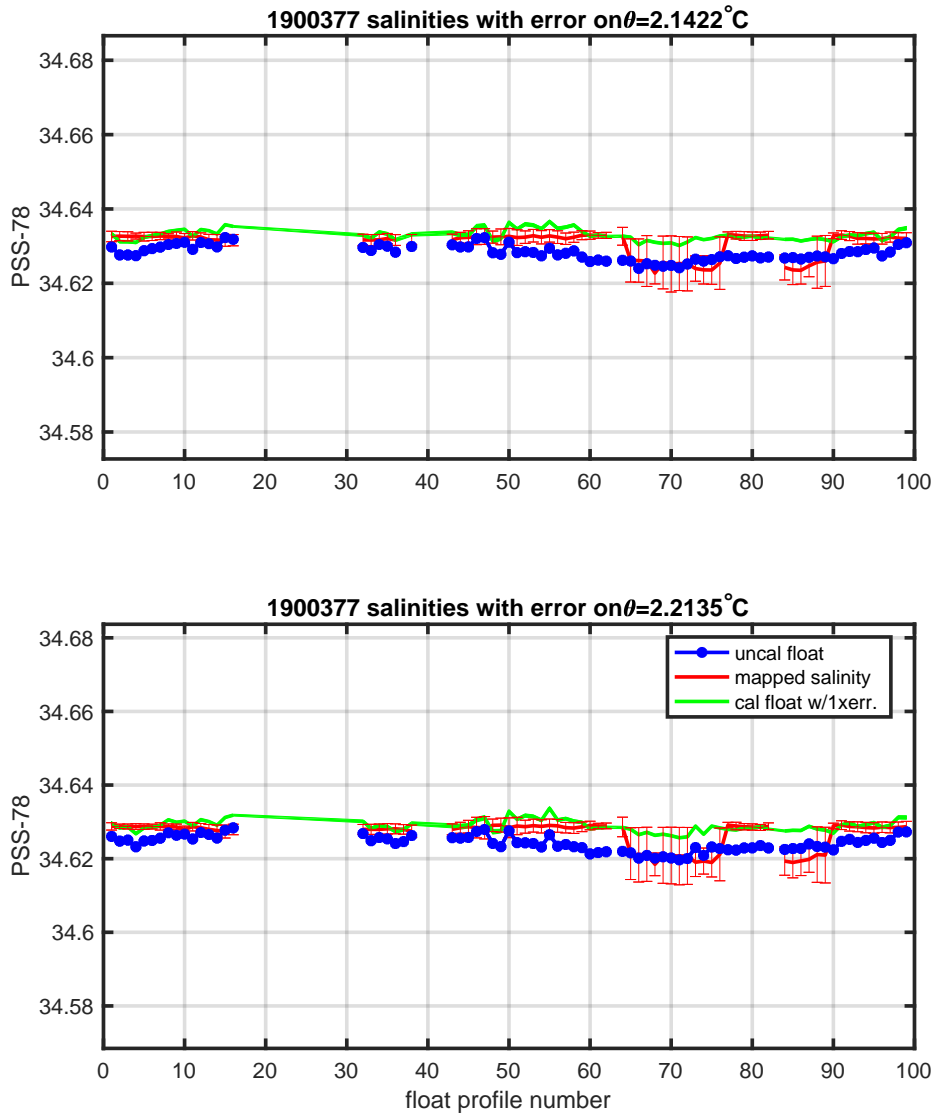 1900377 salinities with error onθ=2.1422°C
34.68
34.66
34.64
34.62
34.6
34.58
PSS-78
0 10 20 30 40 50 60 70 80 90 100
1900377 salinities with error onθ=2.2135°C
34.68
34.66
34.64
34.62
34.6
34.58
PSS-78
uncal float
mapped salinity
cal float w/1xerr.
0 10 20 30 40 50 60 70 80 90 100
float profile number